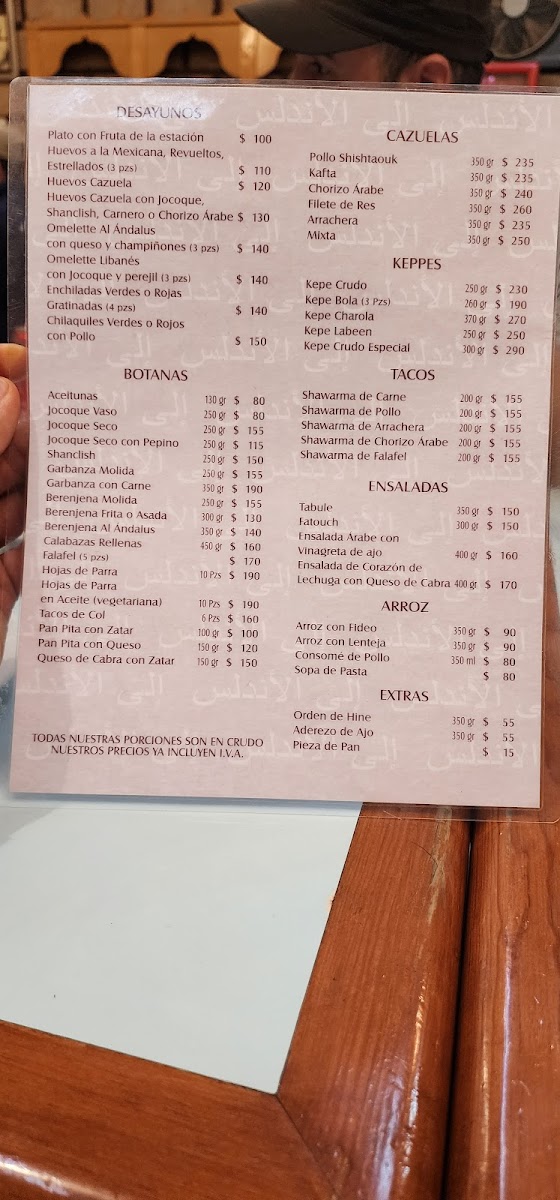 DESAYUNOS
Plato con Fruta de la estación $ 100
Huevos a la Mexicana, Revueltos,
Estrellados (3 pzs) $ 110
Huevos Cazuela $ 120
Huevos Cazuela con Jocoque,
Shanclish, Carnero o Chorizo Árabe $ 130
Omelette Al Ándalus
con queso y champiñones (3 pzs) $ 140
Omelette Libanés
con Jocoque y perejil (3 pzs) $ 140
Enchiladas Verdes o Rojas
Gratinadas (4 pzs) $ 140
Chilaquiles Verdes o Rojos
con Pollo $ 150
BOTANAS
Aceitunas 130 gr $ 80
Jocoque Vaso 250 gr $ 80
Jocoque Seco 250 gr $ 155
Jocoque Seco con Pepino 250 gr $ 115
Shanclish 250 gr $ 150
Garbanza Molida 250 gr $ 155
Garbanza con Carne 350 gr $ 190
Berenjena Molida 250 gr $ 155
Berenjena Frita o Asada 300 gr $ 130
Berenjena Al Ándalus 350 gr $ 140
Calabazas Rellenas 450 gr $ 160
Falafel (5 pzs) $ 170
Hojas de Parra 10 Pzs $ 190
Hojas de Parra
en Aceite (vegetariana) 10 Pzs $ 190
Tacos de Col 6 Pzs $ 160
Pan Pita con Zatar 100 gr $ 100
Pan Pita con Queso 150 gr $ 120
Queso de Cabra con Zatar 150 gr $ 150
TODAS NUESTRAS PORCIONES SON EN CRUDO
NUESTROS PRECIOS YA INCLUYEN I.V.A.
CAZUELAS
Pollo Shishtaouk 350 gr $ 235
Kafta 350 gr $ 235
Chorizo Árabe 350 gr $ 240
Filete de Res 350 gr $ 260
Arrachera 350 gr $ 235
Mixta 350 gr $ 250
KEPPES
Kepe Crudo 250 gr $ 230
Kepe Bola (3 Pzs) 260 gr $ 190
Kepe Charola 370 gr $ 270
Kepe Labeen 250 gr $ 250
Kepe Crudo Especial 300 gr $ 290
TACOS
Shawarma de Carne 200 gr $ 155
Shawarma de Pollo 200 gr $ 155
Shawarma de Arrachera 200 gr $ 155
Shawarma de Chorizo Árabe 200 gr $ 155
Shawarma de Falafel 200 gr $ 155
ENSALADAS
Tabule 350 gr $ 150
Fatouch 300 gr $ 150
Ensalada Árabe con
Vinagreta de ajo 400 gr $ 160
Ensalada de Corazón de
Lechuga con Queso de Cabra 400 gr $ 170
ARROZ
Arroz con Fideo 350 gr $ 90
Arroz con Lenteja 350 gr $ 90
Consomé de Pollo 350 ml $ 80
Sopa de Pasta $ 80
EXTRAS
Orden de Hine 350 gr $ 55
Aderezo de Ajo 350 gr $ 55
Pieza de Pan $ 15
الى الأندلس